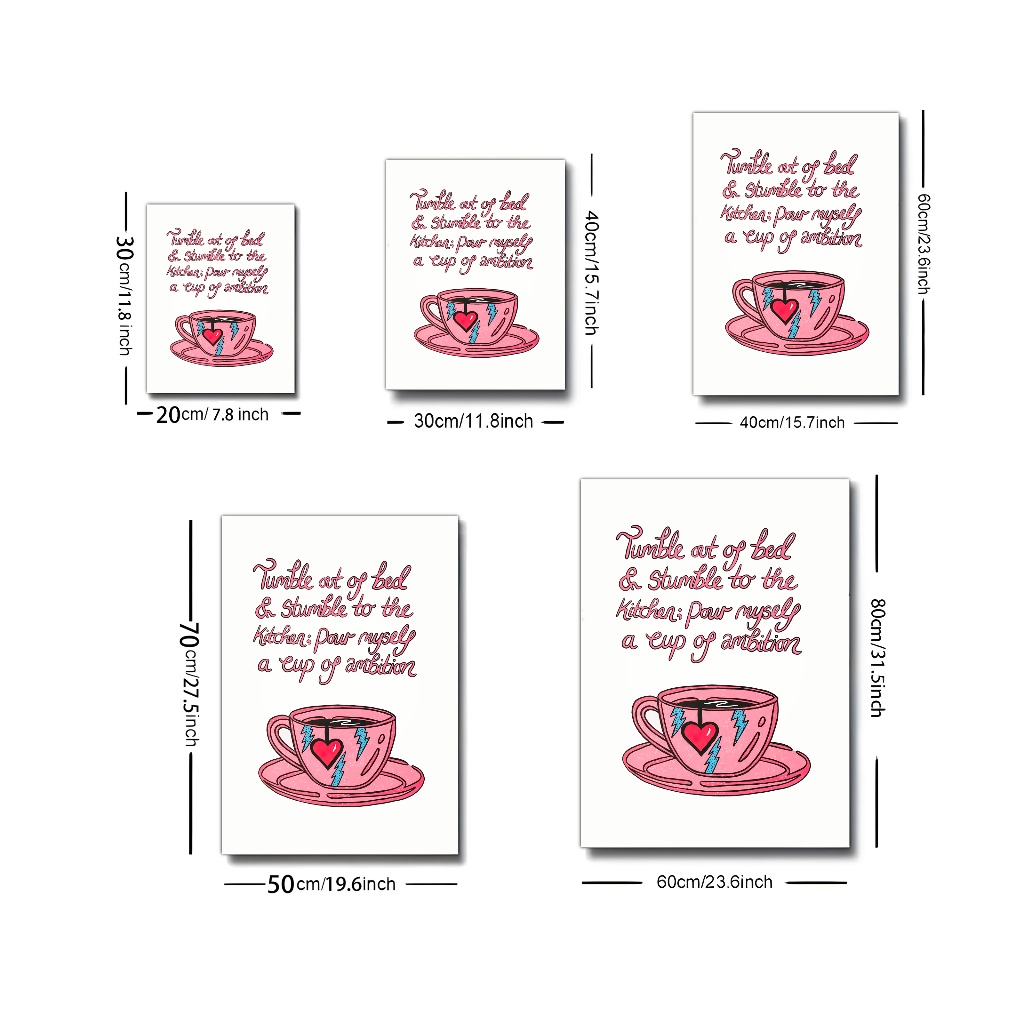 Tumble out of bed
& Stumble to the
Kitchen; Pour myself
a cup of ambition
30cm/11.8 inch
20cm/ 7.8 inch
Tumble out of bed
& Stumble to the
Kitchen; Pour myself
a cup of ambition
40cm/15.7inch
30cm/11.8inch
Tumble out of bed
& Stumble to the
Kitchen; Pour myself
a cup of ambition
60cm/23.6inch
40cm/15.7inch
Tumble out of bed
& Stumble to the
Kitchen; Pour myself
a cup of ambition
70cm/27.5inch
50cm/19.6inch
Tumble out of bed
& Stumble to the
Kitchen; Pour myself
a cup of ambition
80cm/31.5inch
60cm/23.6inch